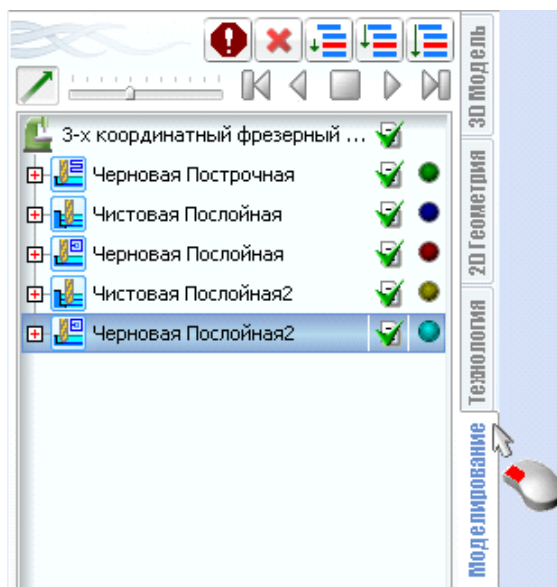 3-х координатный фрезерный ...
Черновая Построчная
Чистовая Послойная
Черновая Послойная
Чистовая Послойная2
Черновая Послойная2
3D Модель
2D Геометрия
Технология
Моделирование